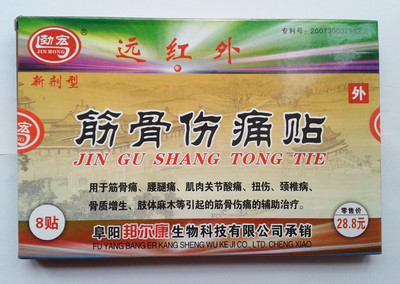 劲宏
JIN HONG
远红外
新剂型
外
劲宏
筋骨伤痛贴
JIN GU SHANG TONG TIE
用于筋骨痛、腰腿痛、肌肉关节酸痛、扭伤、颈椎病、
骨质增生、肢体麻木等引起的筋骨伤痛的辅助治疗。
8贴
零售价
28.8元
阜阳邦尔康生物科技有限公司承销
FU YANG BANG ER KANG SHENG WU KE JI CO., LTD. CHENG XIAO